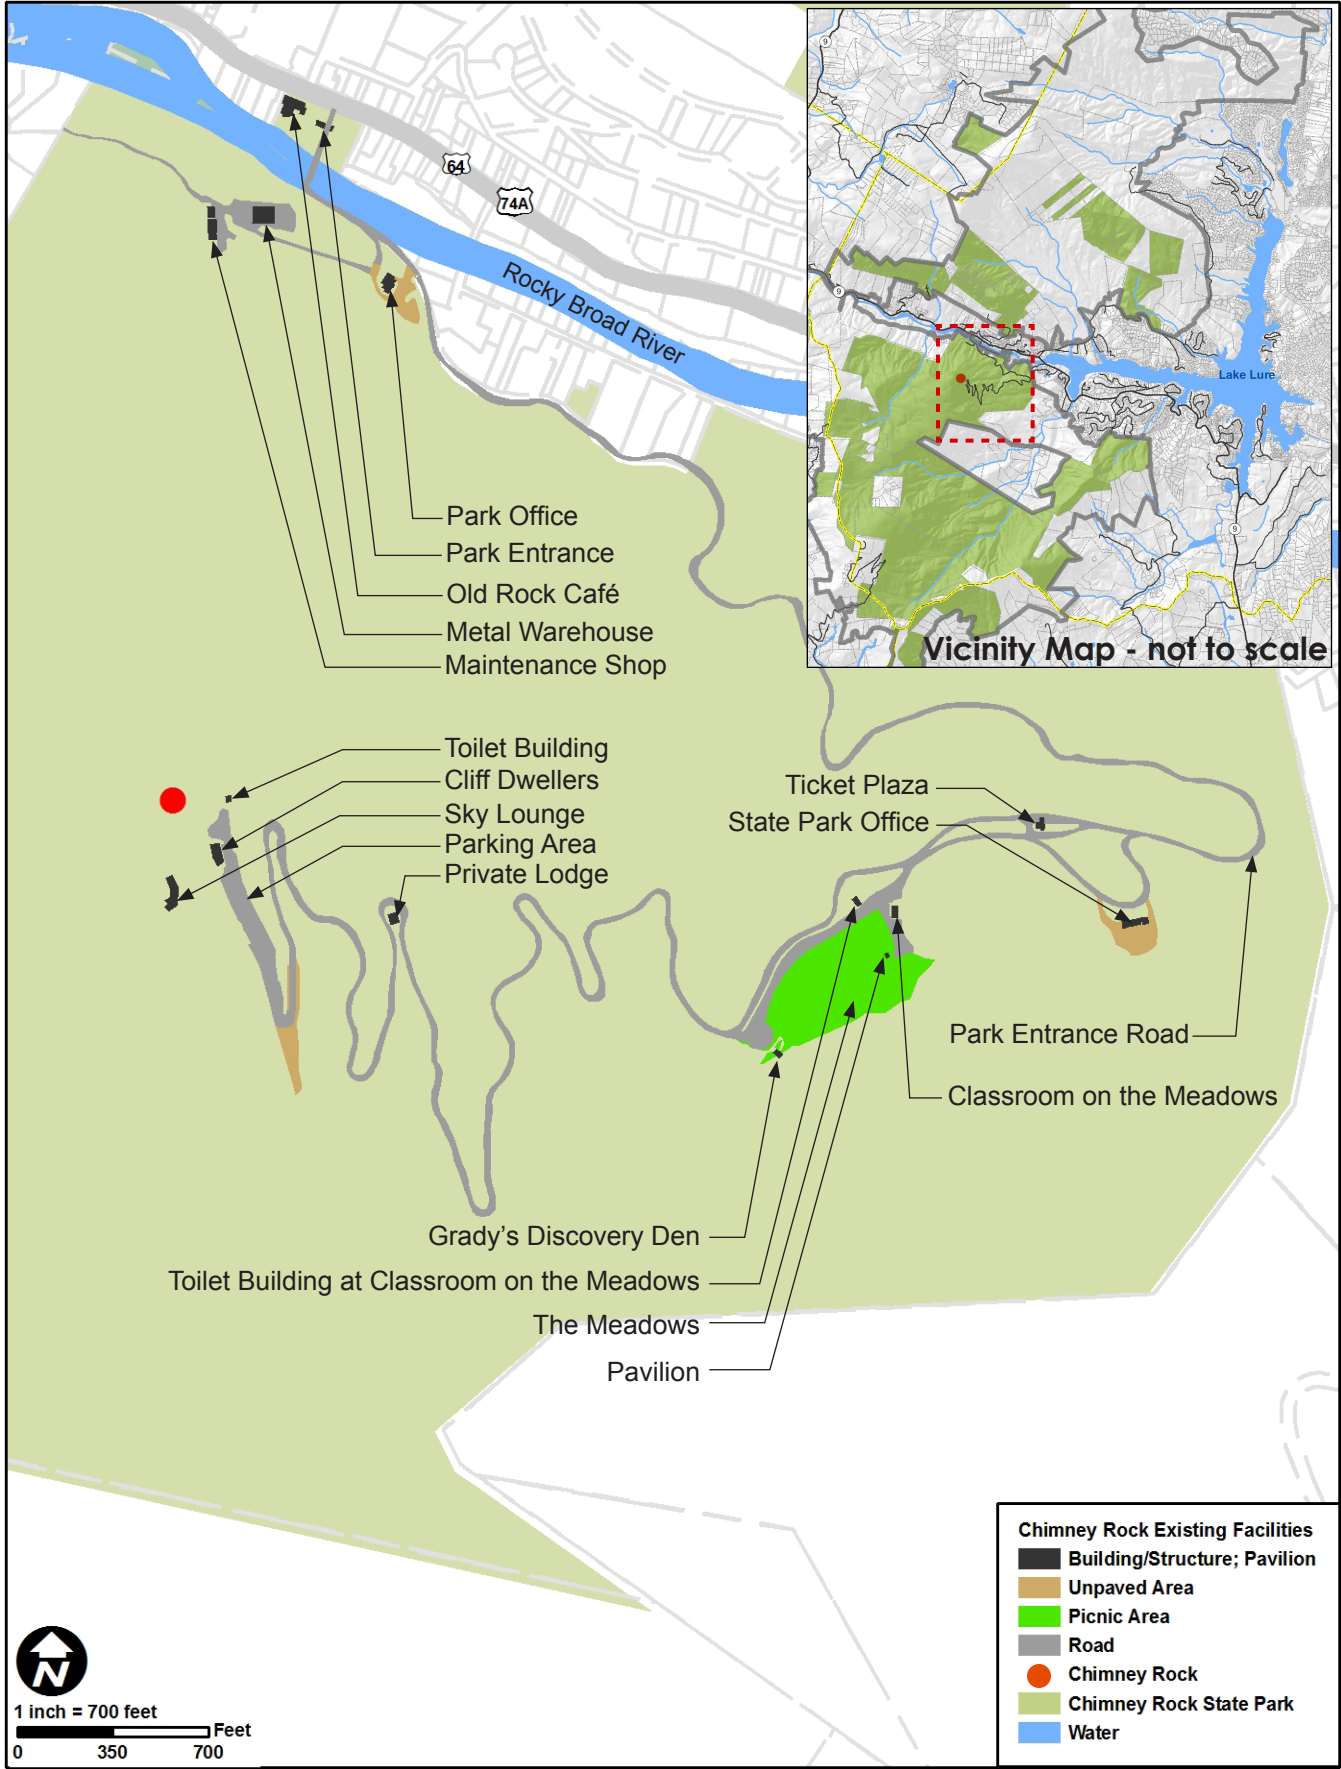 9
9
Lake Lure
9
Vicinity Map - not to scale
64
74A
Rocky Broad River
Park Office
Park Entrance
Old Rock Café
Metal Warehouse
Maintenance Shop
Toilet Building
Cliff Dwellers
Sky Lounge
Parking Area
Private Lodge
Ticket Plaza
State Park Office
Park Entrance Road
Classroom on the Meadows
Grady’s Discovery Den
Toilet Building at Classroom on the Meadows
The Meadows
Pavilion
Chimney Rock Existing Facilities
Building/Structure; Pavilion
Unpaved Area
Picnic Area
Road
Chimney Rock
Chimney Rock State Park
Water
N
1 inch = 700 feet
Feet
0 350 700